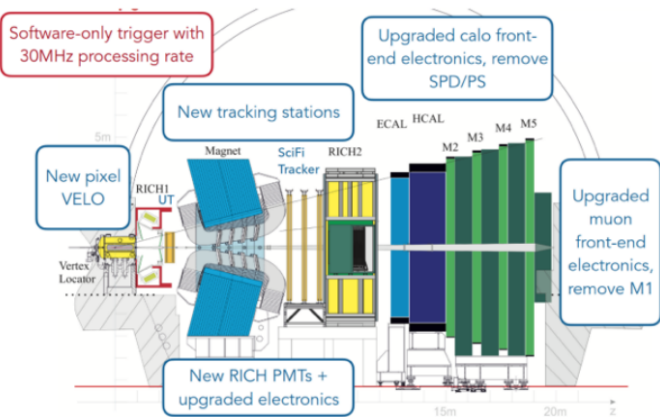 Software-only trigger with
30MHz processing rate
Upgraded calo front-
end electronics, remove
SPD/PS
New tracking stations
5m
ECAL
HCAL
M2
M3
M4
M5
Magnet
SciFi
Tracker
RICH2
New pixel
VELO
RICH1
UT
Vertex
Locator
Upgraded
muon
front-end
electronics,
remove M1
New RICH PMTs +
upgraded electronics
15m
20m
z